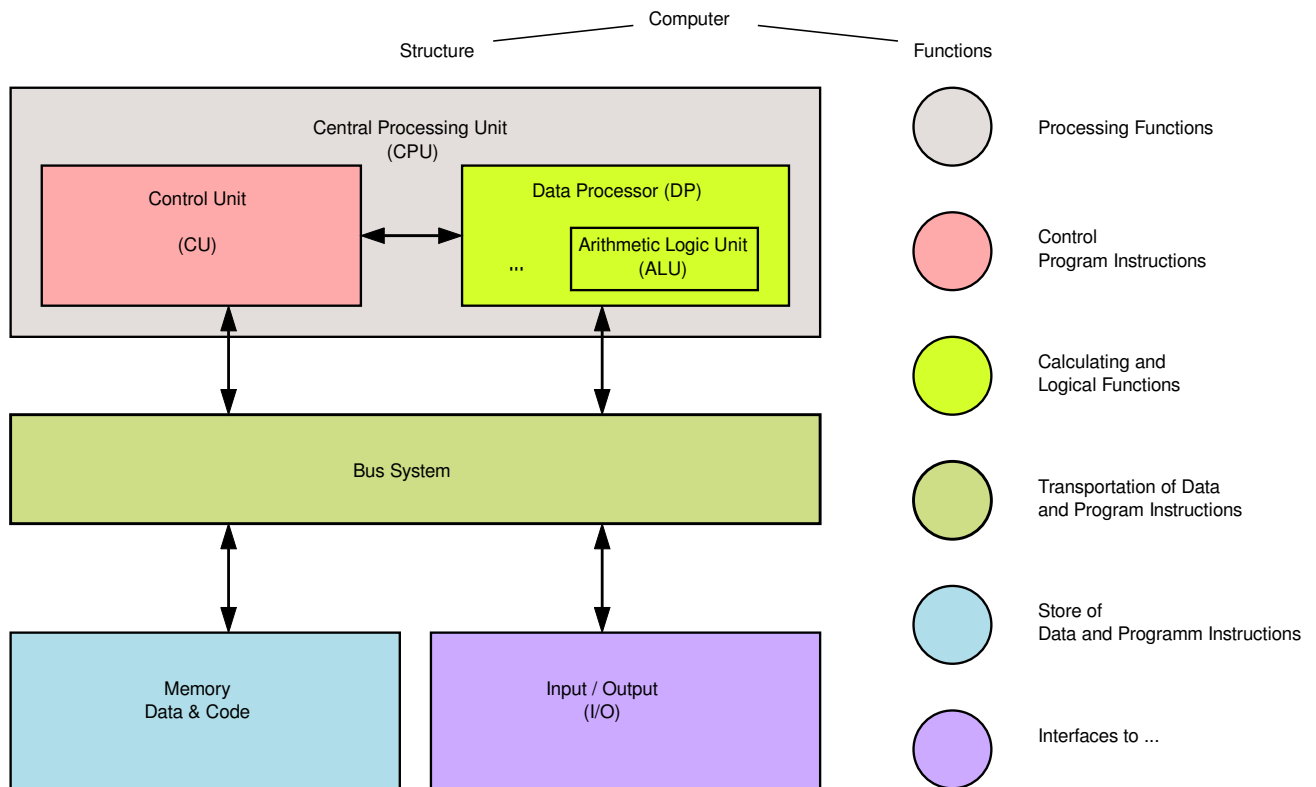 Computer
Structure
Functions
Central Processing Unit
(CPU)
Control Unit
(CU)
Data Processor (DP)
...
Arithmetic Logic Unit
(ALU)
Bus System
Memory
Data & Code
Input / Output
(I/O)
Processing Functions
Control
Program Instructions
Calculating and
Logical Functions
Transportation of Data
and Program Instructions
Store of
Data and Programm Instructions
Interfaces to ...